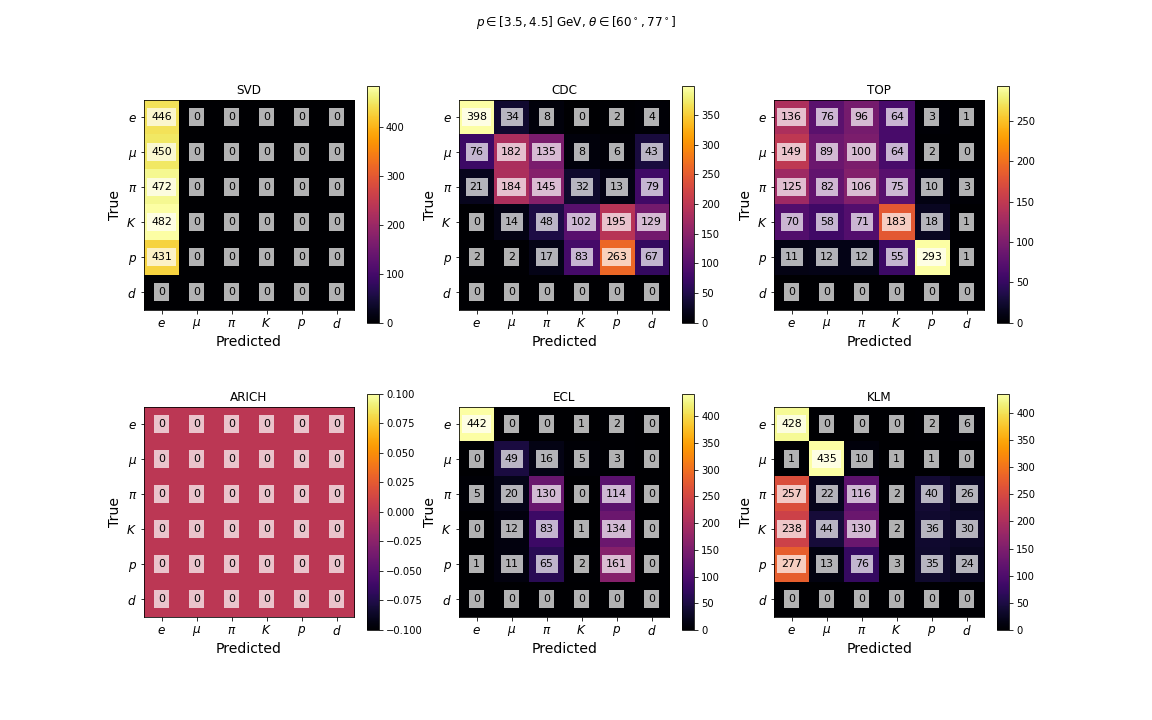 p ∈ [3.5, 4.5] GeV, θ ∈ [60°, 77°]
SVD
True
e 446 0 0 0 0 0
μ 450 0 0 0 0 0
π 472 0 0 0 0 0
K 482 0 0 0 0 0
p 431 0 0 0 0 0
d 0 0 0 0 0 0
e μ π K p d
Predicted
400
300
200
100
0
CDC
True
e 398 34 8 0 2 4
μ 76 182 135 8 6 43
π 21 184 145 32 13 79
K 0 14 48 102 195 129
p 2 2 17 83 263 67
d 0 0 0 0 0 0
e μ π K p d
Predicted
350
300
250
200
150
100
50
0
TOP
True
e 136 76 96 64 3 1
μ 149 89 100 64 2 0
π 125 82 106 75 10 3
K 70 58 71 183 18 1
p 11 12 12 55 293 1
d 0 0 0 0 0 0
e μ π K p d
Predicted
250
200
150
100
50
0
ARICH
True
e 0 0 0 0 0 0
μ 0 0 0 0 0 0
π 0 0 0 0 0 0
K 0 0 0 0 0 0
p 0 0 0 0 0 0
d 0 0 0 0 0 0
e μ π K p d
Predicted
0.100
0.075
0.050
0.025
0.000
−0.025
−0.050
−0.075
−0.100
ECL
True
e 442 0 0 1 2 0
μ 0 49 16 5 3 0
π 5 20 130 0 114 0
K 0 12 83 1 134 0
p 1 11 65 2 161 0
d 0 0 0 0 0 0
e μ π K p d
Predicted
400
350
300
250
200
150
100
50
0
KLM
True
e 428 0 0 0 2 6
μ 1 435 10 1 1 0
π 257 22 116 2 40 26
K 238 44 130 2 36 30
p 277 13 76 3 35 24
d 0 0 0 0 0 0
e μ π K p d
Predicted
400
350
300
250
200
150
100
50
0